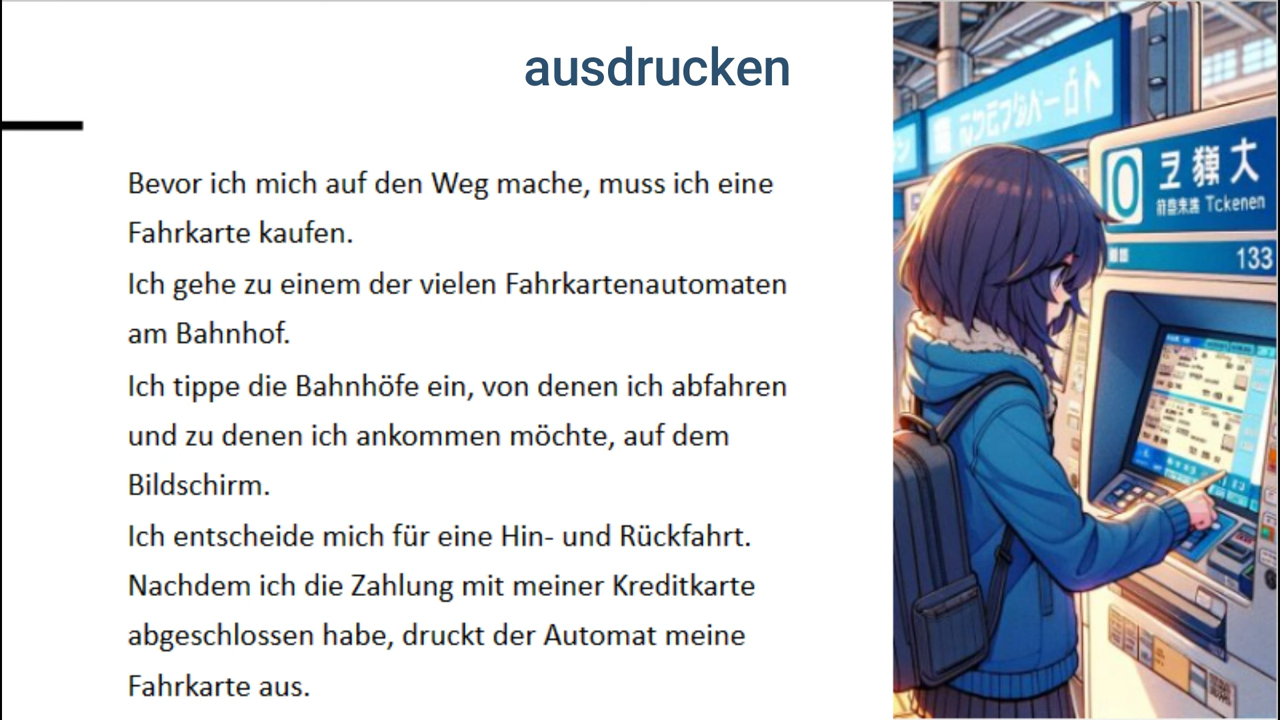 ausdrucken
Bevor ich mich auf den Weg mache, muss ich eine
Fahrkarte kaufen.
Ich gehe zu einem der vielen Fahrkartenautomaten
am Bahnhof.
Ich tippe die Bahnhöfe ein, von denen ich abfahren
und zu denen ich ankommen möchte, auf dem
Bildschirm.
Ich entscheide mich für eine Hin- und Rückfahrt.
Nachdem ich die Zahlung mit meiner Kreditkarte
abgeschlossen habe, druckt der Automat meine
Fahrkarte aus.
0
大
Tckenen
133